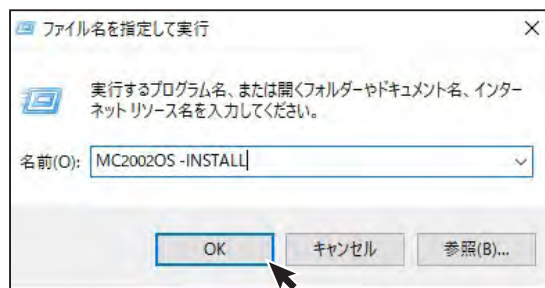 ファイル名を指定して実行
実行するプログラム名、または開くフォルダーやドキュメント名、インター
ネット リソース名を入力してください。
名前(O): MC2002OS -INSTALL
OK キャンセル 参照(B)...